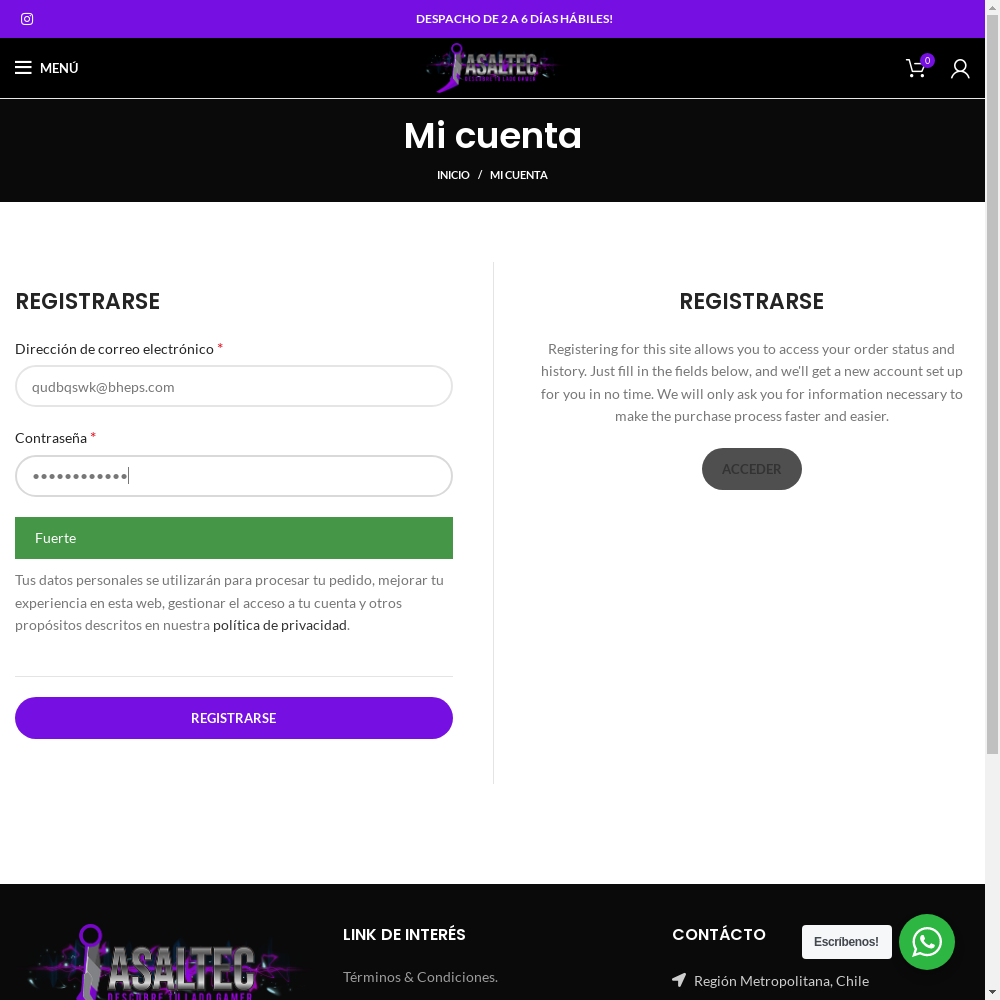 DESPACHO DE 2 A 6 DÍAS HÁBILES!
MENÚ
ASALTEC
DESCUBRE TU LADO GAMER
0
Mi cuenta
INICIO / MI CUENTA
REGISTRARSE
Dirección de correo electrónico *
qudbqswk@bheps.com
Contraseña *
••••••••••••
Fuerte
Tus datos personales se utilizarán para procesar tu pedido, mejorar tu
experiencia en esta web, gestionar el acceso a tu cuenta y otros
propósitos descritos en nuestra política de privacidad.
REGISTRARSE
REGISTRARSE
Registering for this site allows you to access your order status and
history. Just fill in the fields below, and we'll get a new account set up
for you in no time. We will only ask you for information necessary to
make the purchase process faster and easier.
ACCEDER
ASALTEC
DESCUBRE TU LADO GAMER
LINK DE INTERÉS
Términos & Condiciones.
CONTÁCTO
Región Metropolitana, Chile
Escríbenos!